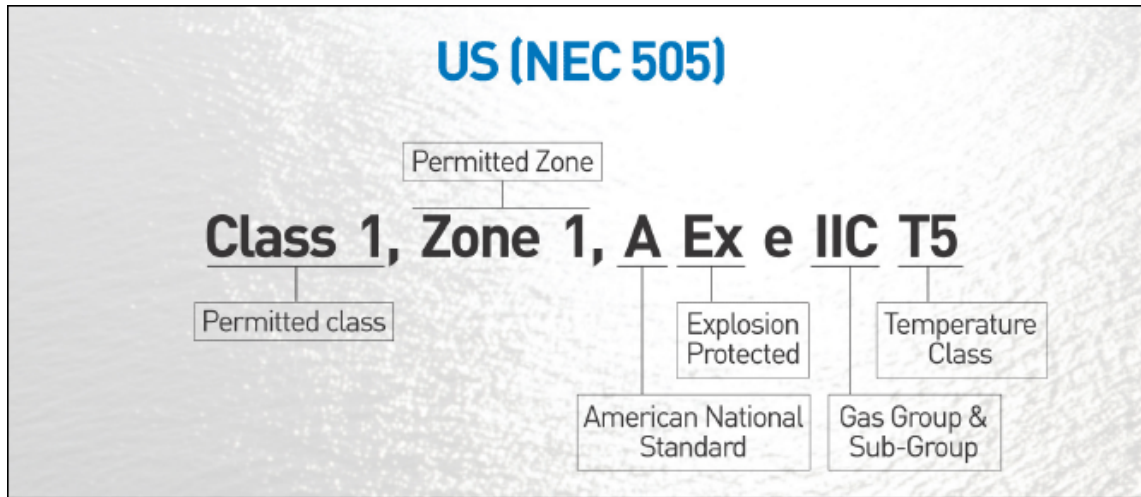 US (NEC 505)
Permitted Zone
Class 1, Zone 1, A Ex e IIC T5
Permitted class
Explosion
Protected
Temperature
Class
American National
Standard
Gas Group &
Sub-Group